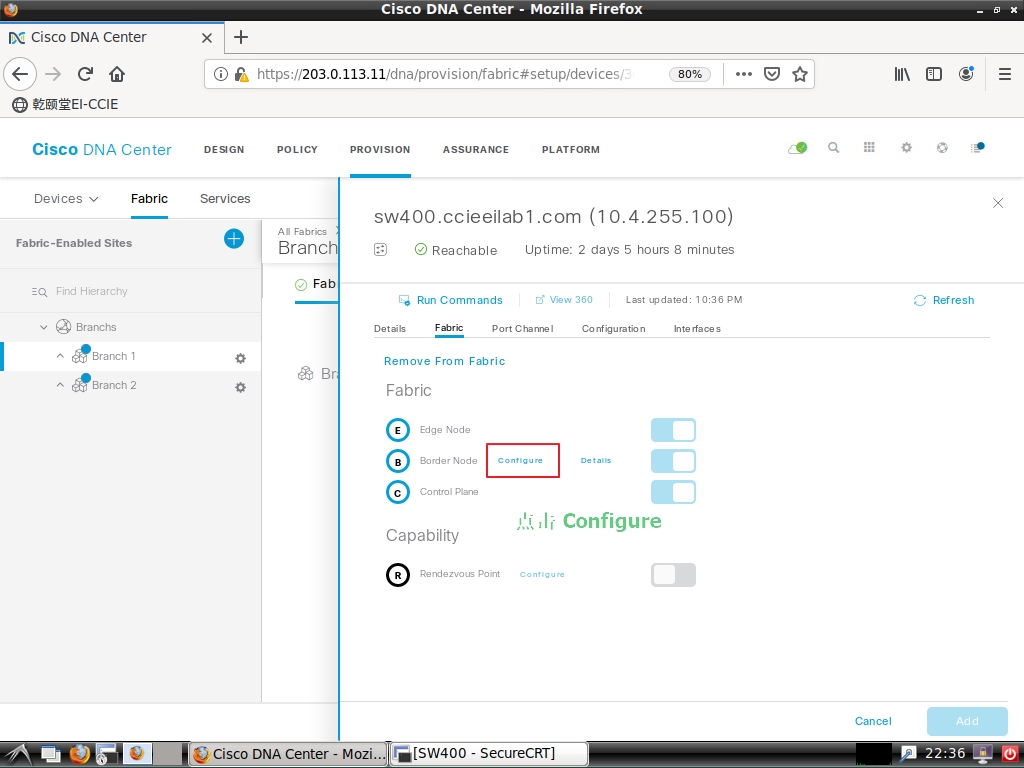 Cisco DNA Center - Mozilla Firefox
Cisco DNA Center
https://203.0.113.11/dna/provision/fabric#setup/devices/3
80%
乾颐堂EI-CCIE
Cisco DNA Center
DESIGN
POLICY
PROVISION
ASSURANCE
PLATFORM
Devices
Fabric
Services
Fabric-Enabled Sites
Find Hierarchy
Branchs
Branch 1
Branch 2
All Fabrics
Branch
Fab
Bra
sw400.ccieeilab1.com (10.4.255.100)
Reachable
Uptime: 2 days 5 hours 8 minutes
Run Commands
View 360
Last updated: 10:36 PM
Refresh
Details
Fabric
Port Channel
Configuration
Interfaces
Remove From Fabric
Fabric
E Edge Node
B Border Node Configure Details
C Control Plane
Configure
Capability
R Rendezvous Point Configure
Cancel
Add
Cisco DNA Center - Mozi...
[SW400 - SecureCRT]
22:36